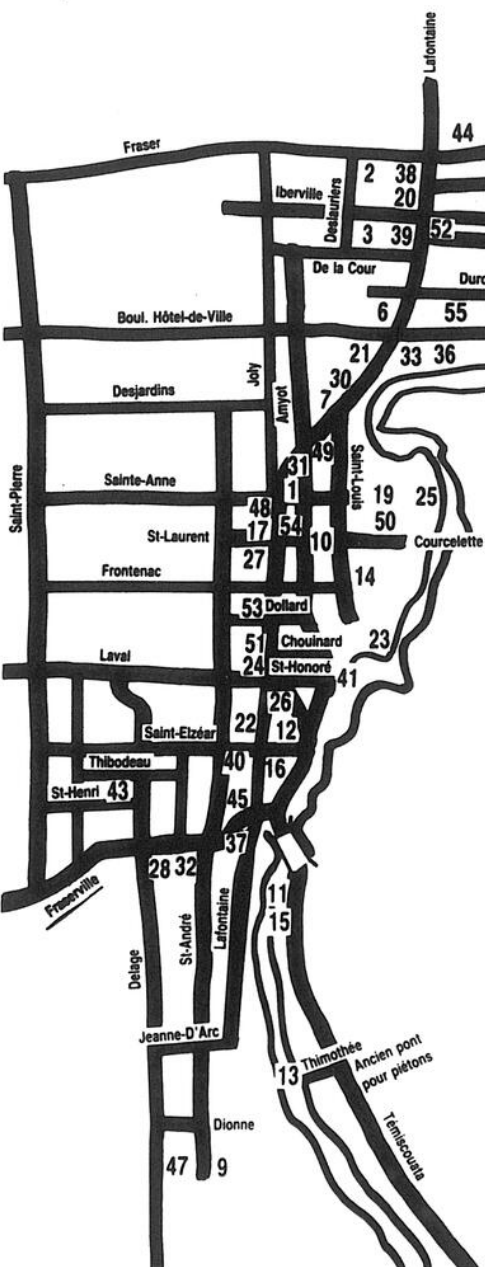 Lafontaine
44
Fraser
2 38
Iberville
Deslauriers
20
3 39 52
De la Cour
Durc
6 55
Boul. Hôtel-de-Ville
21 33 36
Joly
Amyot
30
Desjardins
7
49
Saint-Louis
31
Saint-Pierre
Sainte-Anne
1 19 25
48
St-Laurent
17 54 10 50
Courcelette
27
Frontenac
14
53 Dollard
Chouinard
51 23
Laval
24 St-Honoré
41
26
22 12
Saint-Elzéar
Thibodeau
40 16
St-Henri 43
45
37
28 32
Fraserville
11
15
Delage
St-André
Lafontaine
Jeanne-D'Arc
Thimothée
13
Ancien pont
pour piétons
Témiscouata
Dionne
47 9